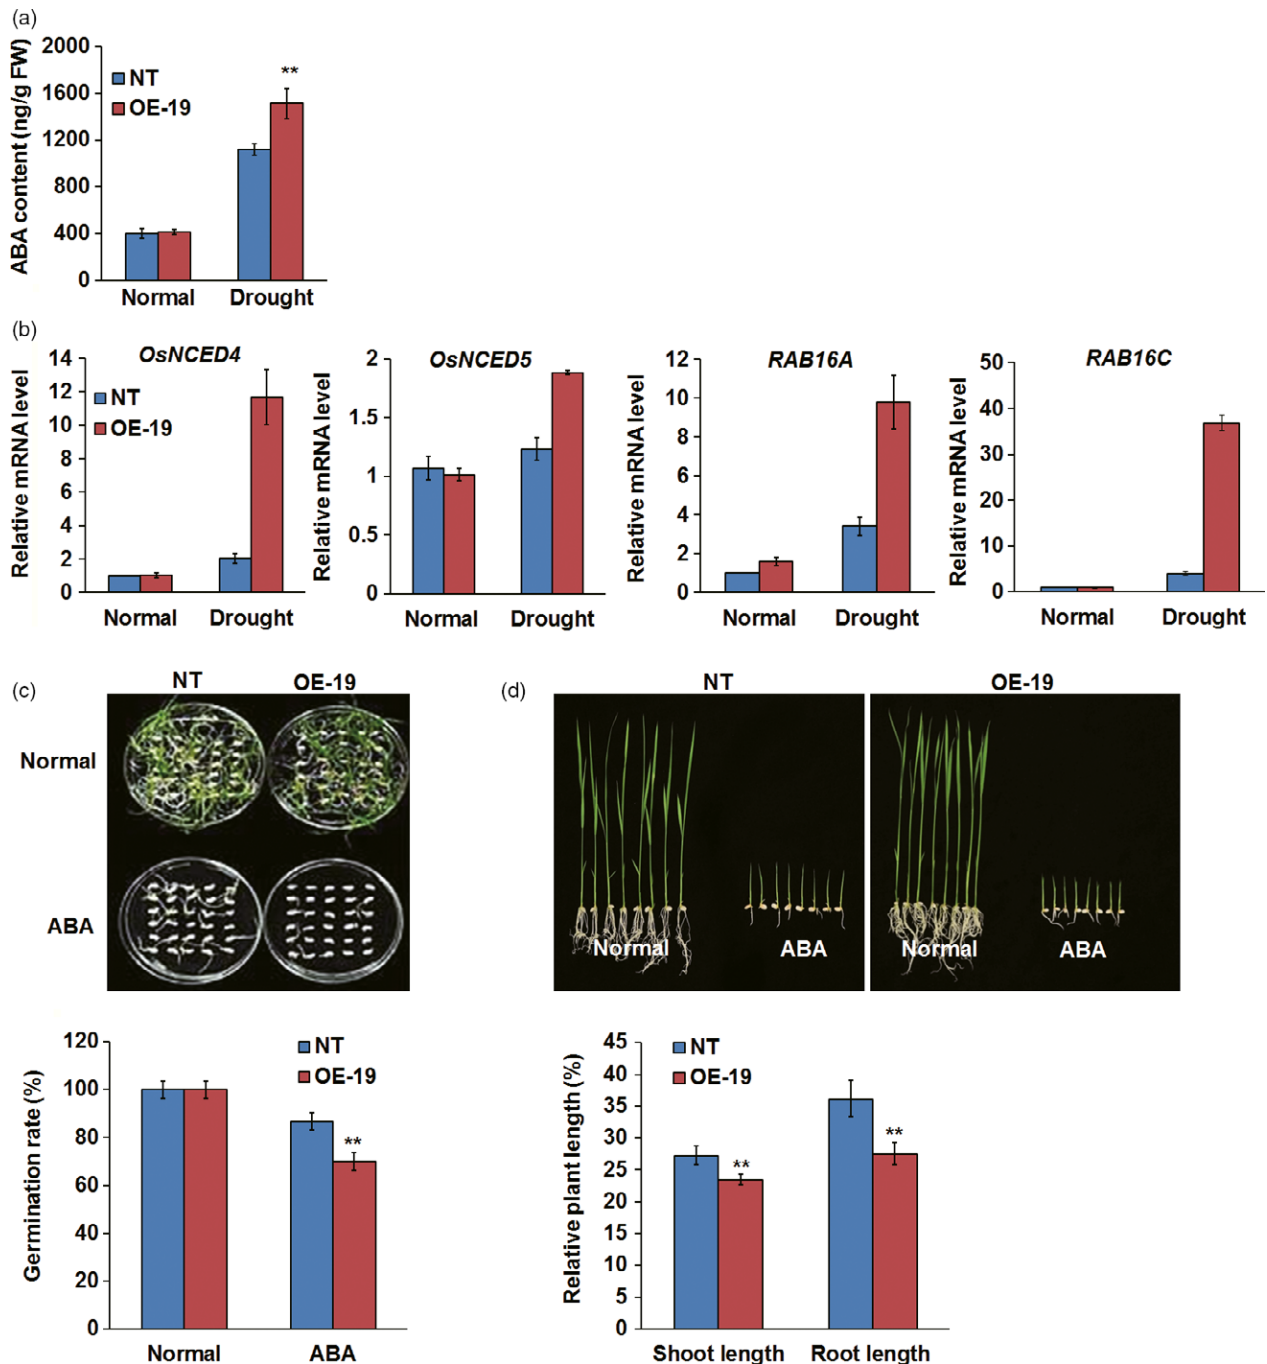 (a)
ABA content (ng/g FW)
2000
1600
1200
800
400
0
NT
OE-19
**
Normal Drought
(b)
Relative mRNA level
14
12
10
8
6
4
2
0
OsNCED4
NT
OE-19
Normal Drought
Relative mRNA level
2
1.5
1
0.5
0
OsNCED5
Normal Drought
Relative mRNA level
12
10
8
6
4
2
0
RAB16A
Normal Drought
Relative mRNA level
50
40
30
20
10
0
RAB16C
Normal Drought
(c)
NT OE-19
Normal
ABA
Germination rate (%)
120
100
80
60
40
20
0
NT
OE-19
**
Normal ABA
(d)
NT OE-19
Normal ABA Normal ABA
Relative plant length (%)
45
40
35
30
25
20
15
10
5
0
NT
OE-19
**
**
Shoot length Root length